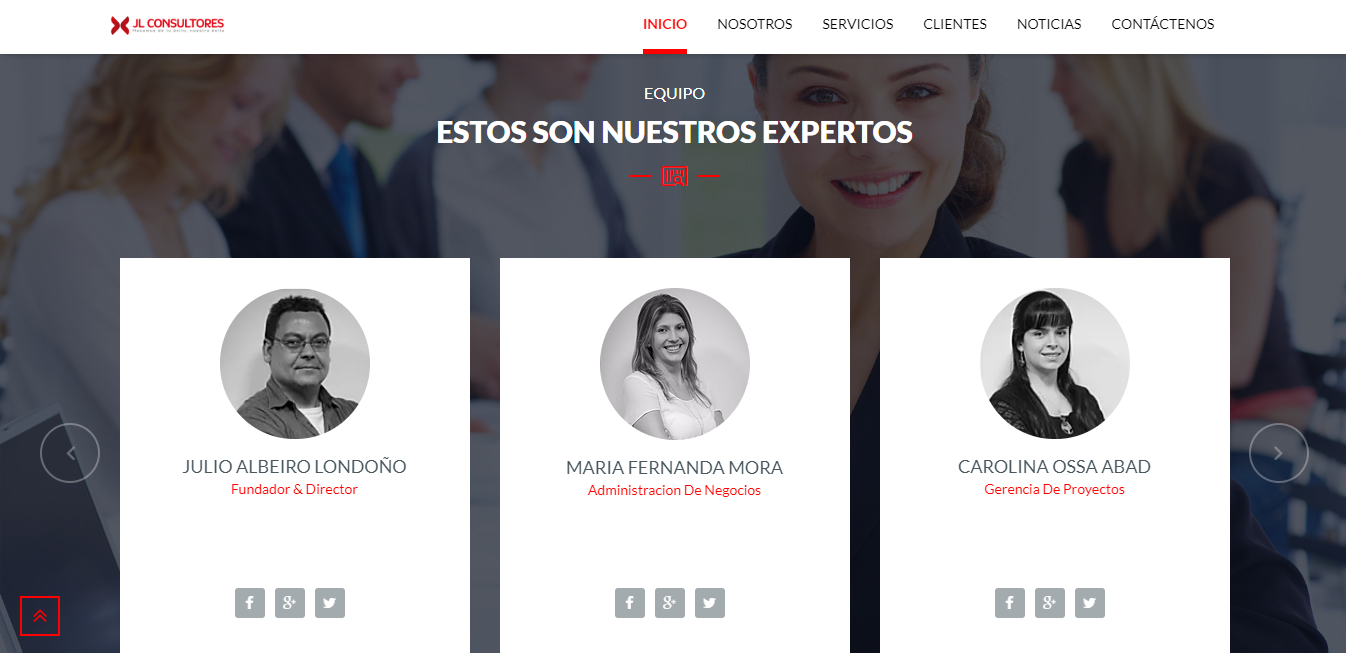 JL CONSULTORES
INICIO NOSOTROS SERVICIOS CLIENTES NOTICIAS CONTÁCTENOS
EQUIPO
ESTOS SON NUESTROS EXPERTOS
JULIO ALBEIRO LONDOÑO
Fundador & Director
MARIA FERNANDA MORA
Administracion De Negocios
CAROLINA OSSA ABAD
Gerencia De Proyectos